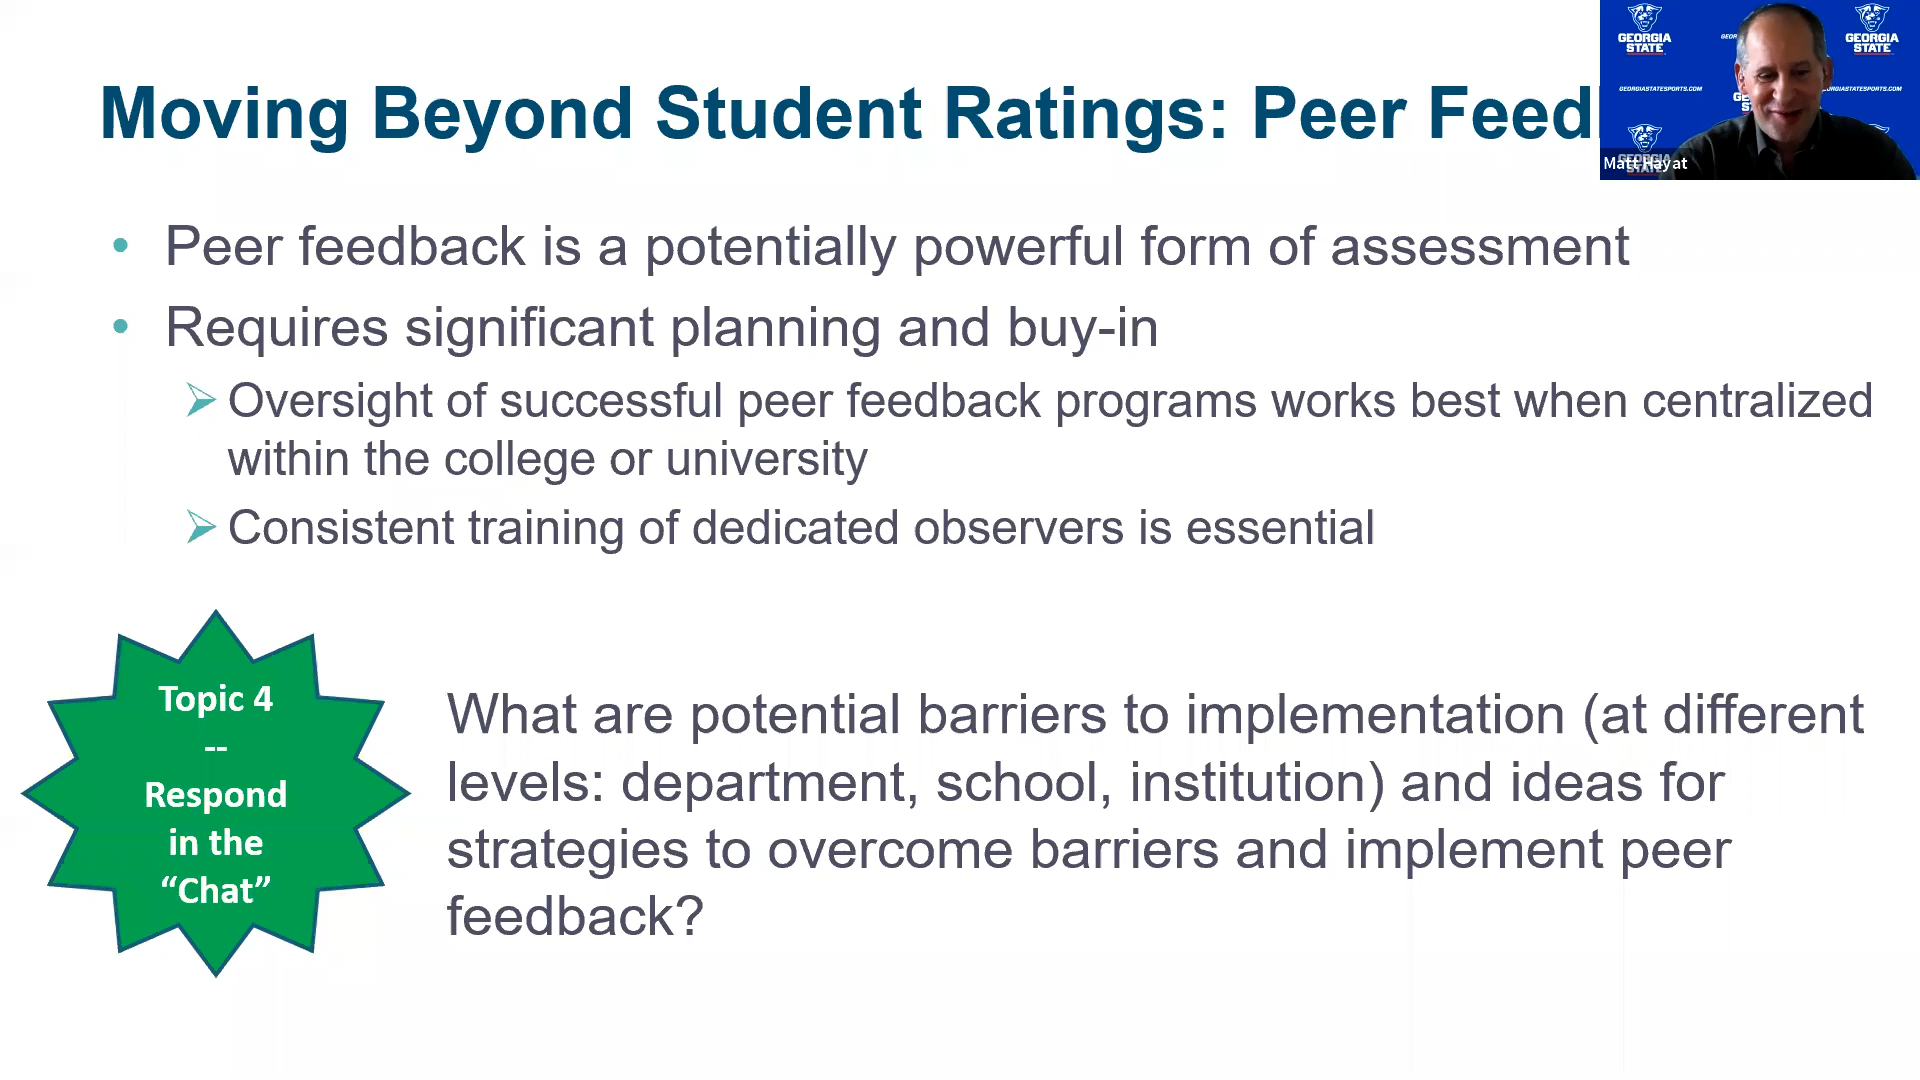 Moving Beyond Student Ratings: Peer
• Peer feedback is a potentially powerful form of assessment
• Requires significant planning and buy-in
➢ Oversight of successful peer feedback programs works best when centralized
within the college or university
➢ Consistent training of dedicated observers is essential
Topic 4
--
Respond
in the
“Chat”
What are potential barriers to implementation (at different
levels: department, school, institution) and ideas for
strategies to overcome barriers and implement peer
feedback?
GEORGIA
STATE
GEORGIA
STATE
GEORGIASTATESPORTS.COM
Matt Hayat